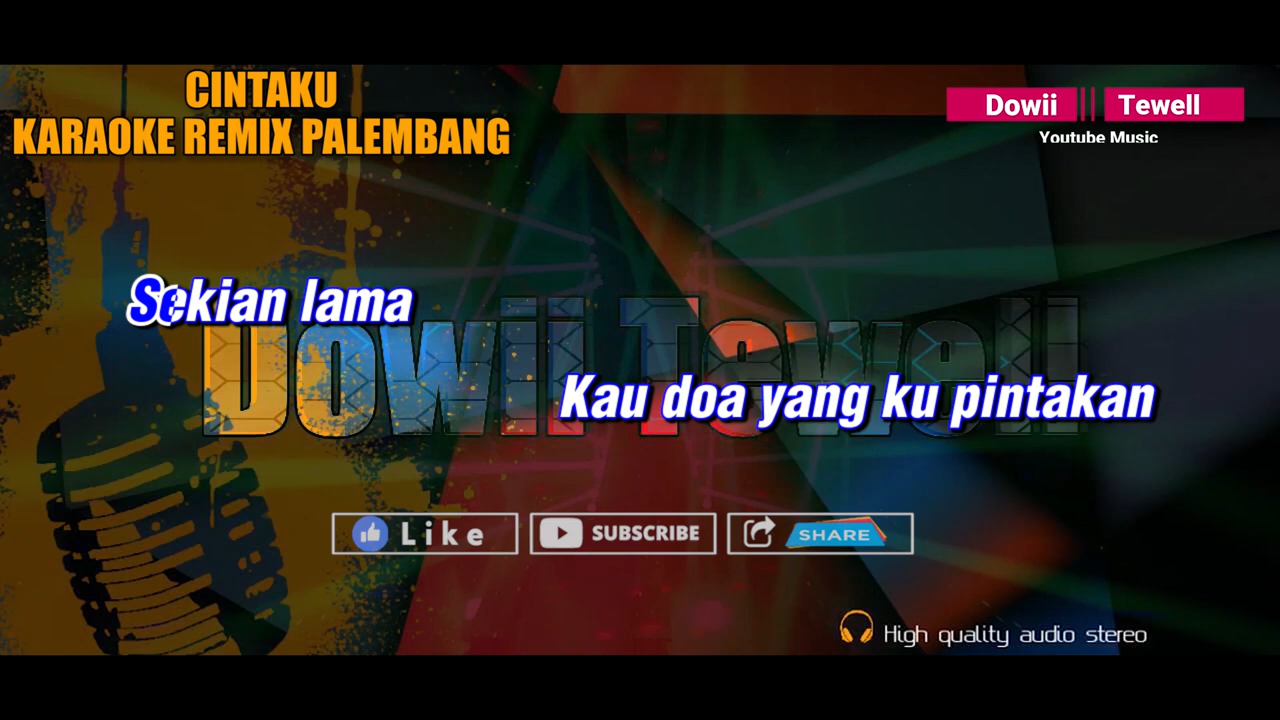 CINTAKU
KARAOKE REMIX PALEMBANG
Dowii Tewell
Youtube Music
Sekian lama
Dowii Tewell
Kau doa yang ku pintakan
Like SUBSCRIBE SHARE
High quality audio stereo